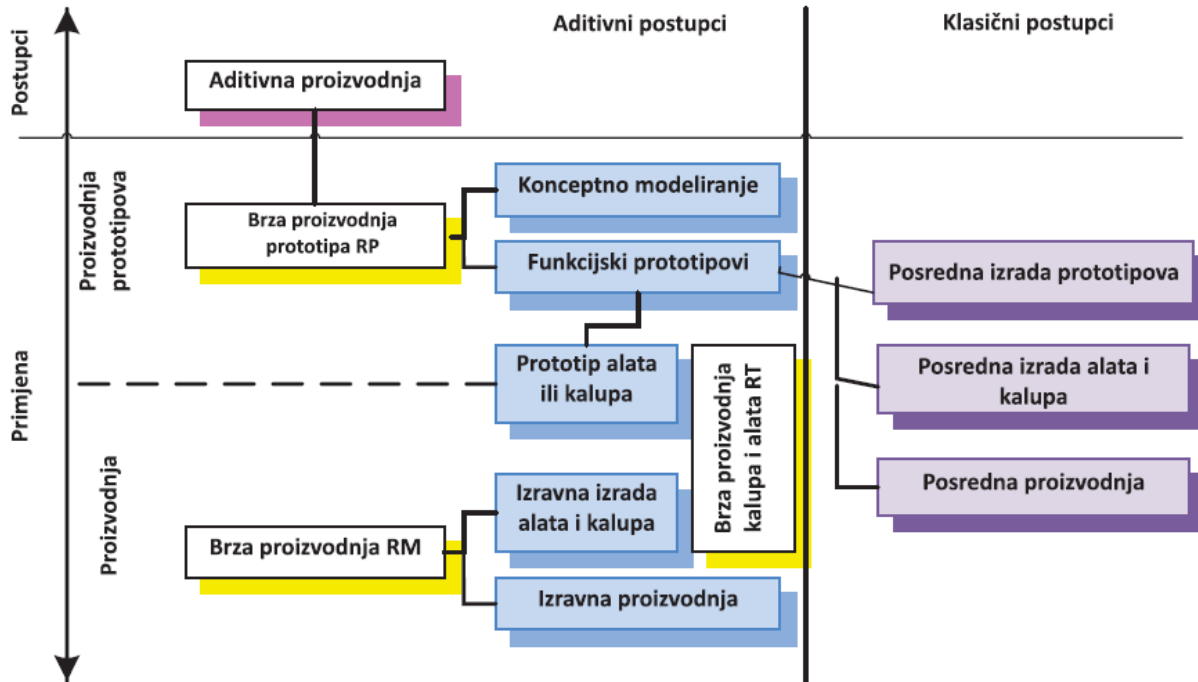 Aditivni postupci
Klasični postupci
Postupci
Aditivna proizvodnja
Proizvodnja
prototipova
Brza proizvodnja
prototipa RP
Konceptno modeliranje
Funkcijski prototipovi
Posredna izrada prototipova
Primjena
Prototip alata
ili kalupa
Brza proizvodnja
kalupa i alata RT
Posredna izrada alata i
kalupa
Posredna proizvodnja
Proizvodnja
Brza proizvodnja RM
Izravna izrada
alata i kalupa
Izravna proizvodnja